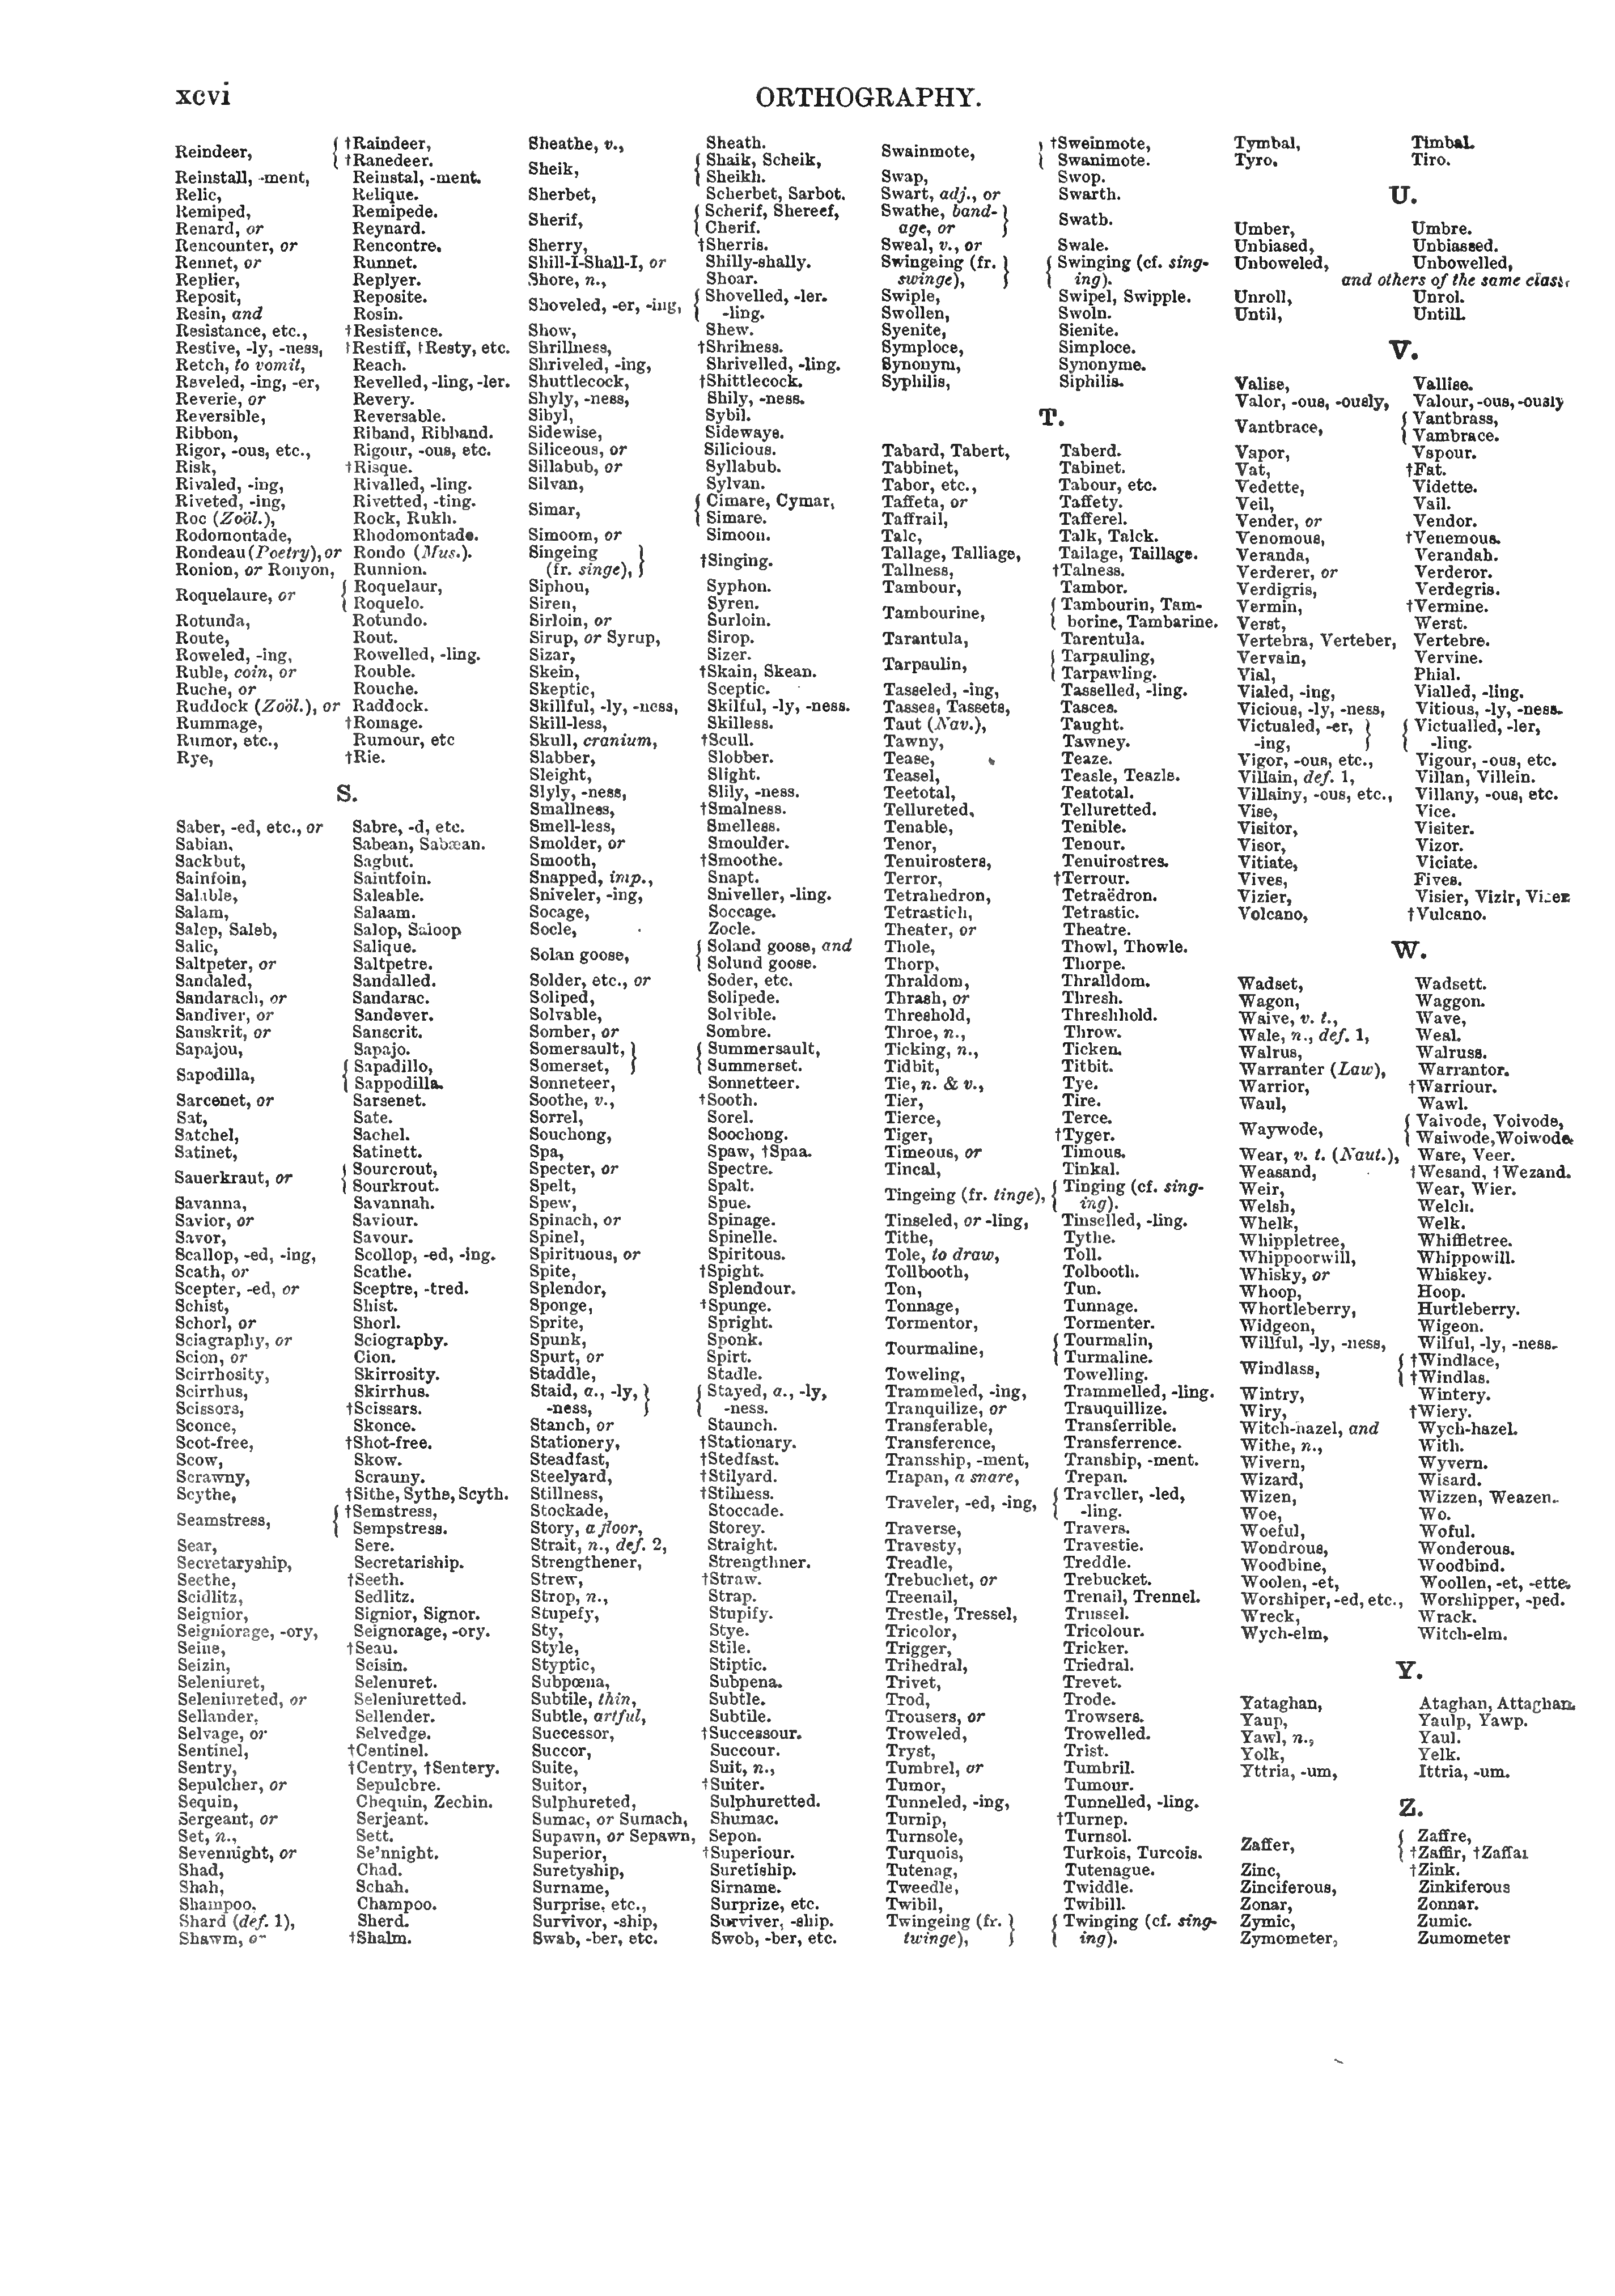 xcvi
ORTHOGRAPHY.
Reindeer, { †Raindeer,
†Ranedeer.
Reinstall, -ment, Reinstal, -ment.
Relic, Relique.
Remiped, Remipede.
Renard, or Reynard.
Rencounter, or Rencontre.
Rennet, or Runnet.
Replier, Replyer.
Reposit, Reposite.
Resin, and Rosin.
Resistance, etc., †Resistence.
Restive, -ly, -ness, †Restiff, †Resty, etc.
Retch, to vomit, Reach.
Reveled, -ing, -er, Revelled, -ling, -ler.
Reverie, or Revery.
Reversible, Reversable.
Ribbon, Riband, Ribband.
Rigor, -ous, etc., Rigour, -ous, etc.
Risk, †Risque.
Rivaled, -ing, Rivalled, -ling.
Riveted, -ing, Rivetted, -ting.
Roc (Zoöl.), Rock, Rukh.
Rodomontade, Rhodomontade.
Rondeau (Poetry), or Rondo (Mus.).
Ronion, or Ronyon, Runnion.
Roquelaure, or { Roquelaur,
Roquelo.
Rotunda, Rotundo.
Route, Rout.
Roweled, -ing, Rowelled, -ling.
Ruble, coin, or Rouble.
Ruche, or Rouche.
Ruddock (Zoöl.), or Raddock.
Rummage, †Romage.
Rumor, etc., Rumour, etc
Rye, †Rie.
S.
Saber, -ed, etc., or Sabre, -d, etc.
Sabian, Sabean, Sabæan.
Sackbut, Sagbut.
Sainfoin, Saintfoin.
Salable, Saleable.
Salam, Salaam.
Salep, Saleb, Salop, Saloop
Salic, Salique.
Saltpeter, or Saltpetre.
Sandaled, Sandalled.
Sandarach, or Sandarac.
Sandiver, or Sandever.
Sanskrit, or Sanscrit.
Sapajou, Sapajo.
Sapodilla, { Sapadillo,
Sappodilla.
Sarcenet, or Sarsenet.
Sat, Sate.
Satchel, Sachel.
Satinet, Satinett.
Sauerkraut, or { Sourcrout,
Sourkrout.
Savanna, Savannah.
Savior, or Saviour.
Savor, Savour.
Scallop, -ed, -ing, Scollop, -ed, -ing.
Scath, or Scathe.
Scepter, -ed, or Sceptre, -tred.
Schist, Shist.
Schorl, or Shorl.
Sciagraphy, or Sciography.
Scion, or Cion.
Scirrhosity, Skirrosity.
Scirrhus, Skirrhus.
Scissors, †Scissars.
Sconce, Skonce.
Scot-free, †Shot-free.
Scow, Skow.
Scrawny, Scrauny.
Scythe, †Sithe, Sythe, Scyth.
Seamstress, { †Semstress,
Sempstress.
Sear, Sere.
Secretaryship, Secretariship.
Seethe, †Seeth.
Seidlitz, Sedlitz.
Seignior, Signior, Signor.
Seigniorage, -ory, Seignorage, -ory.
Seine, †Seau.
Seizin, Seisin.
Seleniuret, Selenuret.
Seleniureted, or Seleniuretted.
Sellander, Sellender.
Selvage, or Selvedge.
Sentinel, †Centinel.
Sentry, †Centry, †Sentery.
Sepulcher, or Sepulchre.
Sequin, Chequin, Zechin.
Sergeant, or Serjeant.
Set, n., Sett.
Sevennight, or Se'nnight.
Shad, Chad.
Shah, Schah.
Shampoo, Champoo.
Shard (def. 1), Sherd.
Shawm, or †Shalm.
Sheathe, v., Sheath.
Sheik, { Shaik, Scheik,
Sheikh.
Sherbet, Scherbet, Sarbot.
Sherif, { Scherif, Shereef,
Cherif.
Sherry, †Sherris.
Shill-I-Shall-I, or Shilly-shally.
Shore, n., Shoar.
Shoveled, -er, -ing, { Shovelled, -ler.
-ling.
Show, Shew.
Shrillness, †Shrilness.
Shriveled, -ing, Shrivelled, -ling.
Shuttlecock, †Shittlecock.
Shyly, -ness, Shily, -ness.
Sibyl, Sybil.
Sidewise, Sideways.
Siliceous, or Silicious.
Sillabub, or Syllabub.
Silvan, Sylvan.
Simar, { Cimare, Cymar,
Simare.
Simoom, or Simoon.
Singeing
(fr. singe), } †Singing.
Siphon, Syphon.
Siren, Syren.
Sirloin, or Surloin.
Sirup, or Syrup, Sirop.
Sizar, Sizer.
Skein, †Skain, Skean.
Skeptic, Sceptic.
Skillful, -ly, -ness, Skilful, -ly, -ness.
Skill-less, Skilless.
Skull, cranium, †Scull.
Slabber, Slobber.
Sleight, Slight.
Slyly, -ness, Slily, -ness.
Smallness, †Smalness.
Smell-less, Smelless.
Smolder, or Smoulder.
Smooth, †Smoothe.
Snapped, imp., Snapt.
Sniveler, -ing, Sniveller, -ling.
Socage, Soccage.
Socle, Zocle.
Solan goose, { Soland goose, and
Solund goose.
Solder, etc., or Soder, etc.
Soliped, Solipede.
Solvable, Solvible.
Somber, or Sombre.
Somersault, } { Summersault,
Somerset, Summerset.
Sonneteer, Sonnetteer.
Soothe, v., †Sooth.
Sorrel, Sorel.
Souchong, Soochong.
Spa, Spaw, †Spaa.
Specter, or Spectre.
Spelt, Spalt.
Spew, Spue.
Spinach, or Spinage.
Spinel, Spinelle.
Spirituous, or Spiritous.
Spite, †Spight.
Splendor, Splendour.
Sponge, †Spunge.
Sprite, Spright.
Spunk, Sponk.
Spurt, or Spirt.
Staddle, Stadle.
Staid, a., -ly, } { Stayed, a., -ly,
-ness, -ness.
Stanch, or Staunch.
Stationery, †Stationary.
Steadfast, †Stedfast.
Steelyard, †Stilyard.
Stillness, †Stilness.
Stockade, Stoccade.
Story, a floor, Storey.
Strait, n., def. 2, Straight.
Strengthener, Strengthner.
Strew, †Straw.
Strop, n., Strap.
Stupefy, Stupify.
Sty, Stye.
Style, Stile.
Styptic, Stiptic.
Subpœna, Subpena.
Subtile, thin, Subtle.
Subtle, artful, Subtile.
Successor, †Successour.
Succor, Succour.
Suite, Suit, n.,
Suitor, †Suiter.
Sulphureted, Sulphuretted.
Sumac, or Sumach, Shumac.
Supawn, or Sepawn, Sepon.
Superior, †Superiour.
Suretyship, Suretiship.
Surname, Sirname.
Surprise, etc., Surprize, etc.
Survivor, -ship, Surviver, -ship.
Swab, -ber, etc. Swob, -ber, etc.
Swainmote, { †Sweinmote,
Swanimote.
Swap, Swop.
Swart, adj., or Swarth.
Swathe, band-
age, or } Swath.
Sweal, v., or Swale.
Swingeing (fr. } { Swinging (cf. sing-
swinge), ing).
Swiple, Swipel, Swipple.
Swollen, Swoln.
Syenite, Sienite.
Symploce, Simploce.
Synonym, Synonyme.
Syphilis, Siphilis.
T.
Tabard, Tabert, Taberd.
Tabbinet, Tabinet.
Tabor, etc., Tabour, etc.
Taffeta, or Taffety.
Taffrail, Tafferel.
Talc, Talk, Talck.
Tallage, Talliage, Tailage, Taillage.
Tallness, †Talness.
Tambour, Tambor.
Tambourine, { Tambourin, Tam-
borine, Tambarine.
Tarantula, Tarentula.
Tarpaulin, { Tarpauling,
Tarpawling.
Tasseled, -ing, Tasselled, -ling.
Tasses, Tassets, Tasces.
Taut (Nav.), Taught.
Tawny, Tawney.
Tease, Teaze.
Teasel, Teasle, Teazle.
Teetotal, Teatotal.
Tellureted, Telluretted.
Tenable, Tenible.
Tenor, Tenour.
Tenuirosters, Tenuirostres.
Terror, †Terrour.
Tetrahedron, Tetraëdron.
Tetrastich, Tetrastic.
Theater, or Theatre.
Thole, Thowl, Thowle.
Thorp, Thorpe.
Thraldom, Thralldom.
Thrash, or Thresh.
Threshold, Threshhold.
Throe, n., Throw.
Ticking, n., Ticken.
Tidbit, Titbit.
Tie, n. & v., Tye.
Tier, Tire.
Tierce, Terce.
Tiger, †Tyger.
Timeous, or Timous.
Tincal, Tinkal.
Tingeing (fr. tinge), { Tinging (cf. sing-
ing).
Tinseled, or -ling, Tinselled, -ling.
Tithe, Tythe.
Tole, to draw, Toll.
Tollbooth, Tolbooth.
Ton, Tun.
Tonnage, Tunnage.
Tormentor, Tormenter.
Tourmaline, { Tourmalin,
Turmaline.
Toweling, Towelling.
Trammeled, -ing, Trammelled, -ling.
Tranquilize, or Tranquillize.
Transferable, Transferrible.
Transference, Transferrence.
Transship, -ment, Tranship, -ment.
Trapan, a snare, Trepan.
Traveler, -ed, -ing, { Traveller, -led,
-ling.
Traverse, Travers.
Travesty, Travestie.
Treadle, Treddle.
Trebuchet, or Trebucket.
Treenail, Trenail, Trennel.
Trestle, Tressel, Trussel.
Tricolor, Tricolour.
Trigger, Tricker.
Trihedral, Triedral.
Trivet, Trevet.
Trod, Trode.
Trousers, or Trowsers.
Troweled, Trowelled.
Tryst, Trist.
Tumbrel, or Tumbril.
Tumor, Tumour.
Tunneled, -ing, Tunnelled, -ling.
Turnip, †Turnep.
Turnsole, Turnsol.
Turquois, Turkois, Turcois.
Tutenag, Tutenague.
Tweedle, Twiddle.
Twibil, Twibill.
Twingeing (fr. } { Twinging (cf. sing-
twinge), ing).
Tymbal, Timbal.
Tyro, Tiro.
U.
Umber, Umbre.
Unbiased, Unbiassed.
Unboweled, Unbowelled,
and others of the same class.
Unroll, Unrol.
Until, Untill.
V.
Valise, Vallise.
Valor, -ous, -ously, Valour, -ous, -ously
Vantbrace, { Vantbrass,
Vambrace.
Vapor, Vapour.
Vat, †Fat.
Vedette, Vidette.
Veil, Vail.
Vender, or Vendor.
Venomous, †Venemous.
Veranda, Verandah.
Verderer, or Verderor.
Verdigris, Verdegris.
Vermin, †Vermine.
Verst, Werst.
Vertebra, Verteber, Vertebre.
Vervain, Vervine.
Vial, Phial.
Vialed, -ing, Vialled, -ling.
Vicious, -ly, -ness, Vitious, -ly, -ness.
Victualed, -er, } { Victualled, -ler,
-ing, -ling.
Vigor, -ous, etc., Vigour, -ous, etc.
Villain, def. 1, Villan, Villein.
Villainy, -ous, etc., Villany, -ous, etc.
Vise, Vice.
Visitor, Visiter.
Visor, Vizor.
Vitiate, Viciate.
Vives, Fives.
Vizier, Visier, Vizir, Vizer
Volcano, †Vulcano.
W.
Wadset, Wadsett.
Wagon, Waggon.
Waive, v. t., Wave,
Wale, n., def. 1, Weal.
Walrus, Walruss.
Warranter (Law), Warrantor.
Warrior, †Warriour.
Waul, Wawl.
Waywode, { Vaivode, Voivode,
Waiwode, Woiwode.
Wear, v. t. (Naut.), Ware, Veer.
Weasand, †Wesand, †Wezand.
Weir, Wear, Wier.
Welsh, Welch.
Whelk, Welk.
Whippletree, Whiffletree.
Whippoorwill, Whippowill.
Whisky, or Whiskey.
Whoop, Hoop.
Whortleberry, Hurtleberry.
Widgeon, Wigeon.
Willful, -ly, -ness, Wilful, -ly, -ness.
Windlass, { †Windlace,
†Windlas.
Wintry, Wintery.
Wiry, †Wiery.
Witch-hazel, and Wych-hazel.
Withe, n., With.
Wivern, Wyvern.
Wizard, Wisard.
Wizen, Wizzen, Weazen.
Woe, Wo.
Woeful, Woful.
Wondrous, Wonderous.
Woodbine, Woodbind.
Woolen, -et, Woollen, -et, -ette.
Worshiper, -ed, etc., Worshipper, -ped.
Wreck, Wrack.
Wych-elm, Witch-elm.
Y.
Yataghan, Ataghan, Attaghan.
Yaup, Yaulp, Yawp.
Yawl, n., Yaul.
Yolk, Yelk.
Yttria, -um, Ittria, -um.
Z.
Zaffer, { Zaffre,
†Zaffir, †Zaffar
Zinc, †Zink.
Zinciferous, Zinkiferous
Zonar, Zonnar.
Zymic, Zumic.
Zymometer, Zumometer